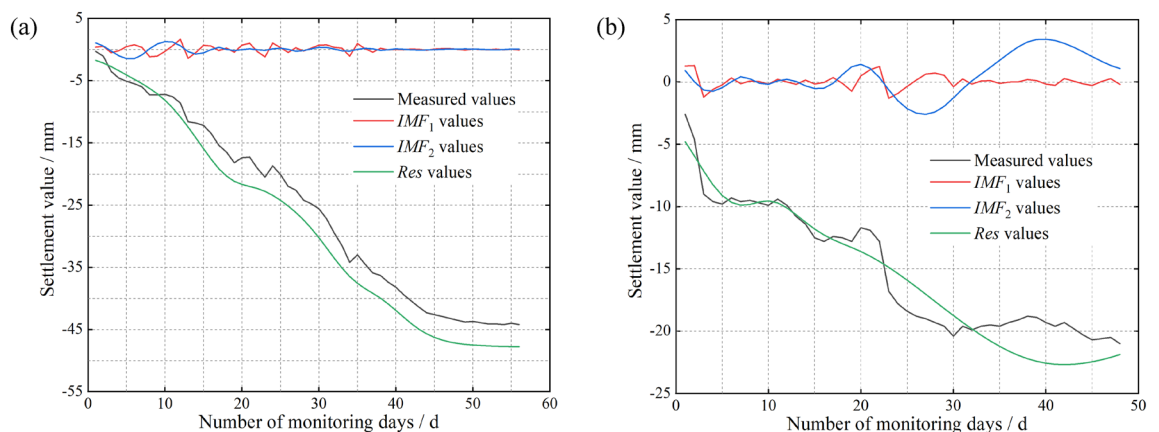 (a)
5
-5
-15
-25
-35
-45
-55
Settlement value / mm
Measured values
IMF1 values
IMF2 values
Res values
0 10 20 30 40 50 60
Number of monitoring days / d
(b)
5
0
-5
-10
-15
-20
-25
Settlement value / mm
Measured values
IMF1 values
IMF2 values
Res values
0 10 20 30 40 50
Number of monitoring days / d